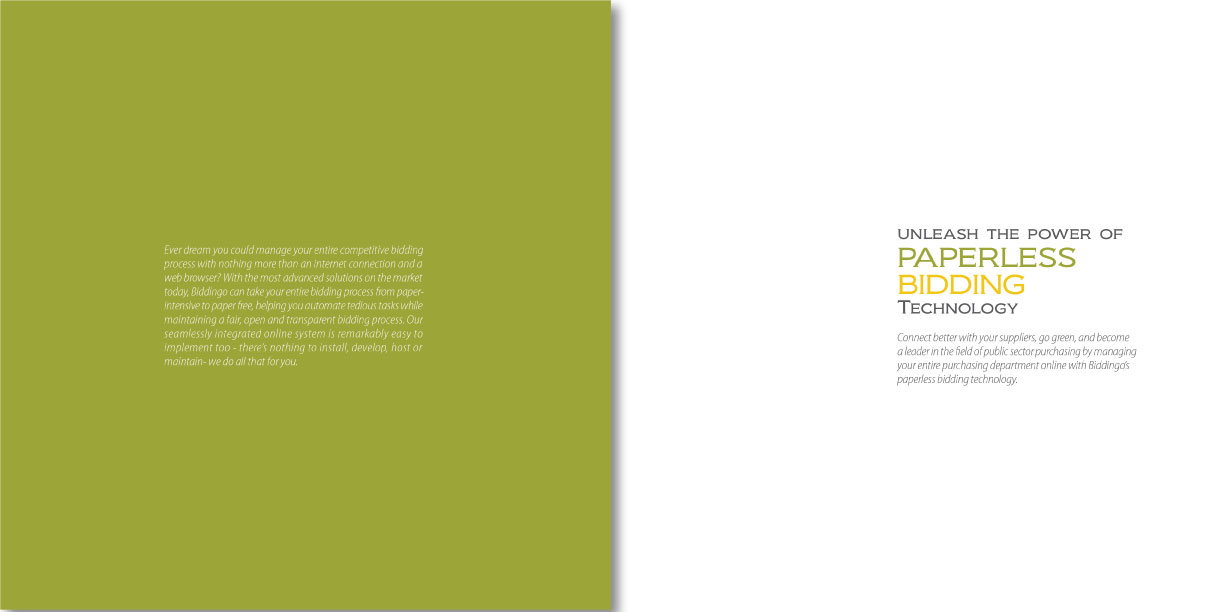 Ever dream you could manage your entire competitive bidding
process with nothing more than an internet connection and a
web browser? With the most advanced solutions on the market
today, Biddingo can take your entire bidding process from paper-
intensive to paper free, helping you automate tedious tasks while
maintaining a fair, open and transparent bidding process. Our
seamlessly integrated online system is remarkably easy to
implement too - there's nothing to install, develop, host or
maintain- we do all that for you.
UNLEASH THE POWER OF
PAPERLESS
BIDDING
TECHNOLOGY
Connect better with your suppliers, go green, and become
a leader in the field of public sector purchasing by managing
your entire purchasing department online with Biddingo's
paperless bidding technology.